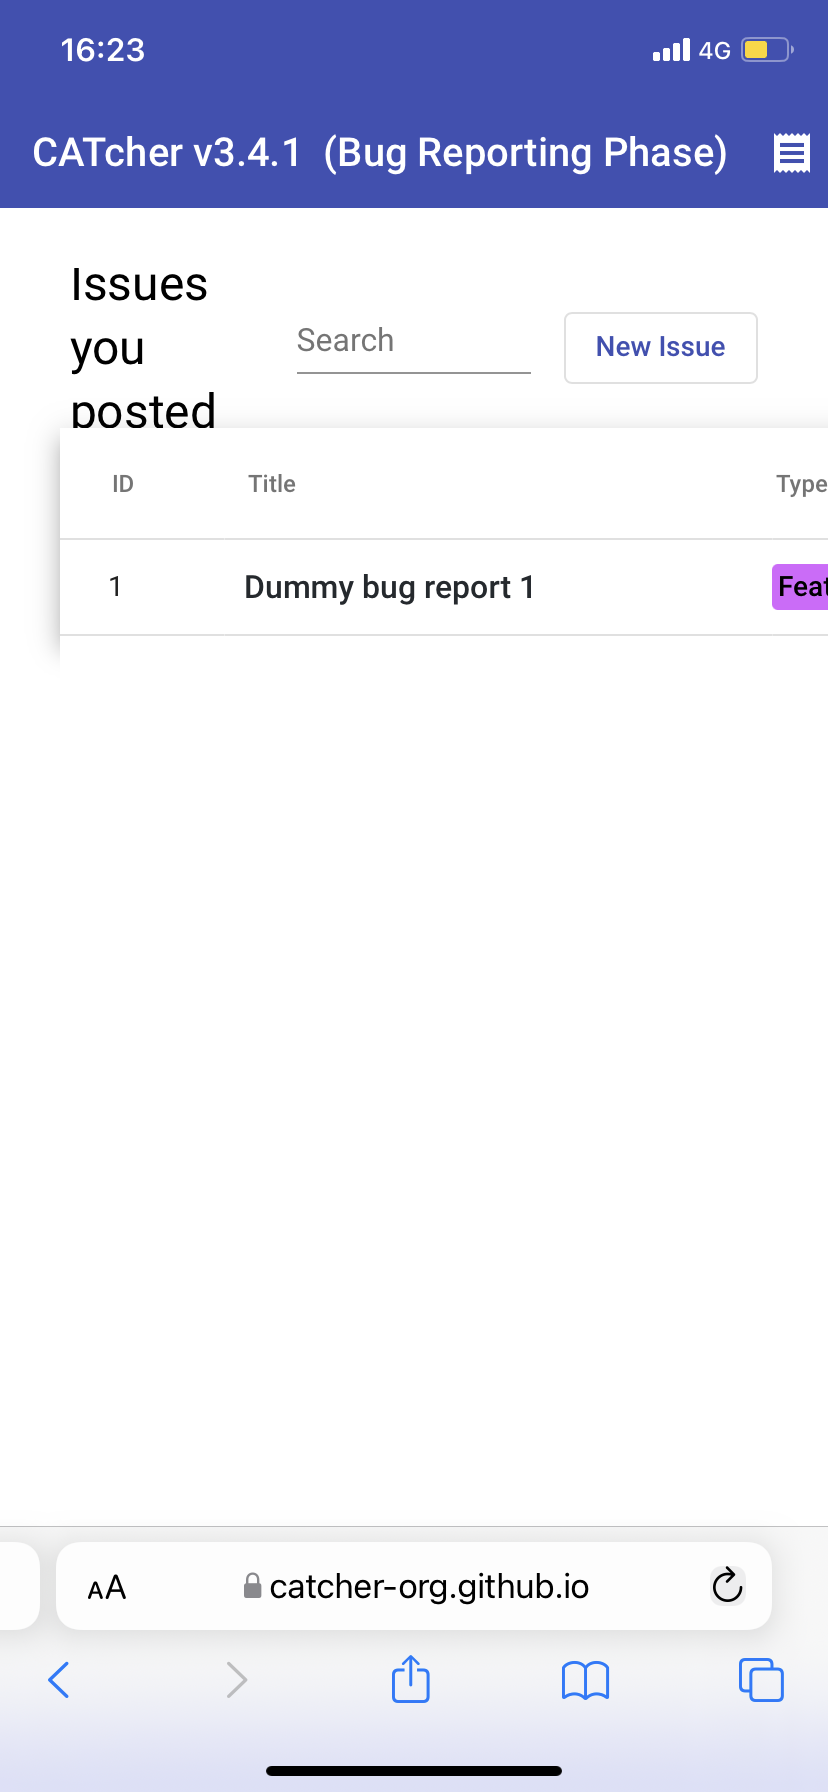 16:23
4G
CATcher v3.4.1 (Bug Reporting Phase)
Issues
you
posted
Search
New Issue
ID Title Type
1 Dummy bug report 1 Feat
AA catcher-org.github.io